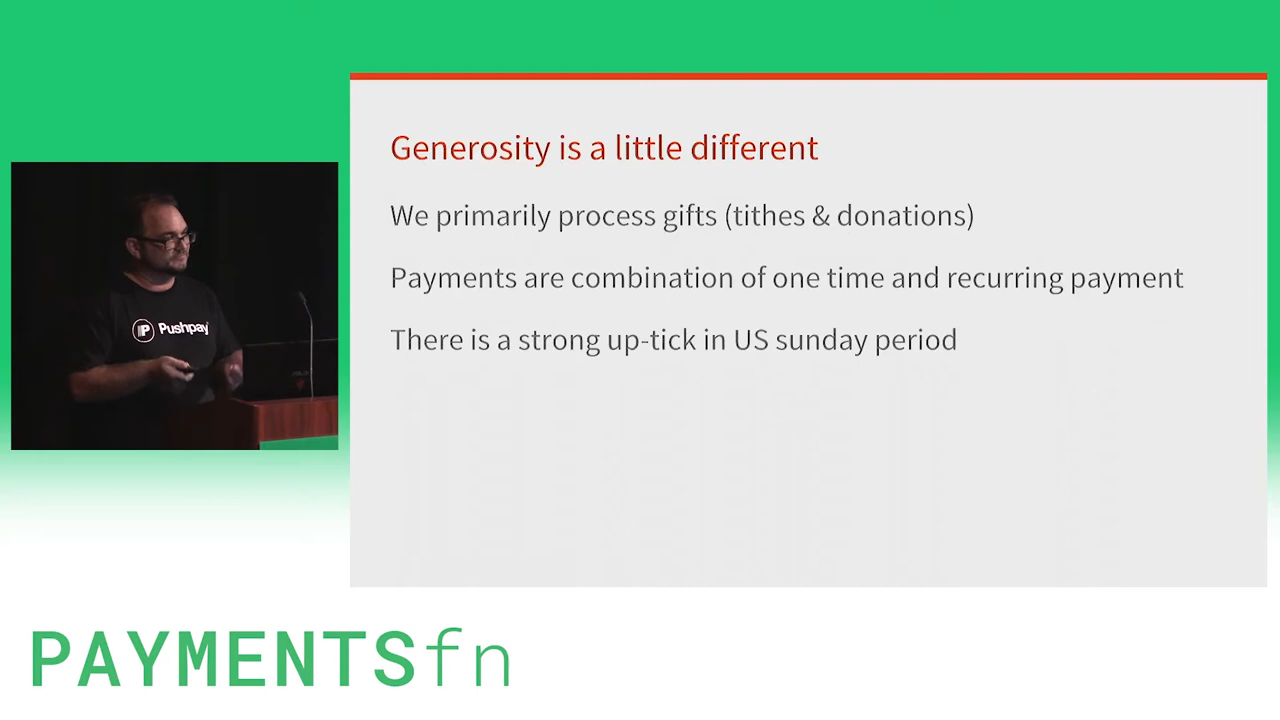 Generosity is a little different
We primarily process gifts (tithes & donations)
Payments are combination of one time and recurring payment
There is a strong up-tick in US sunday period
P Pushpay
PAYMENTSfn